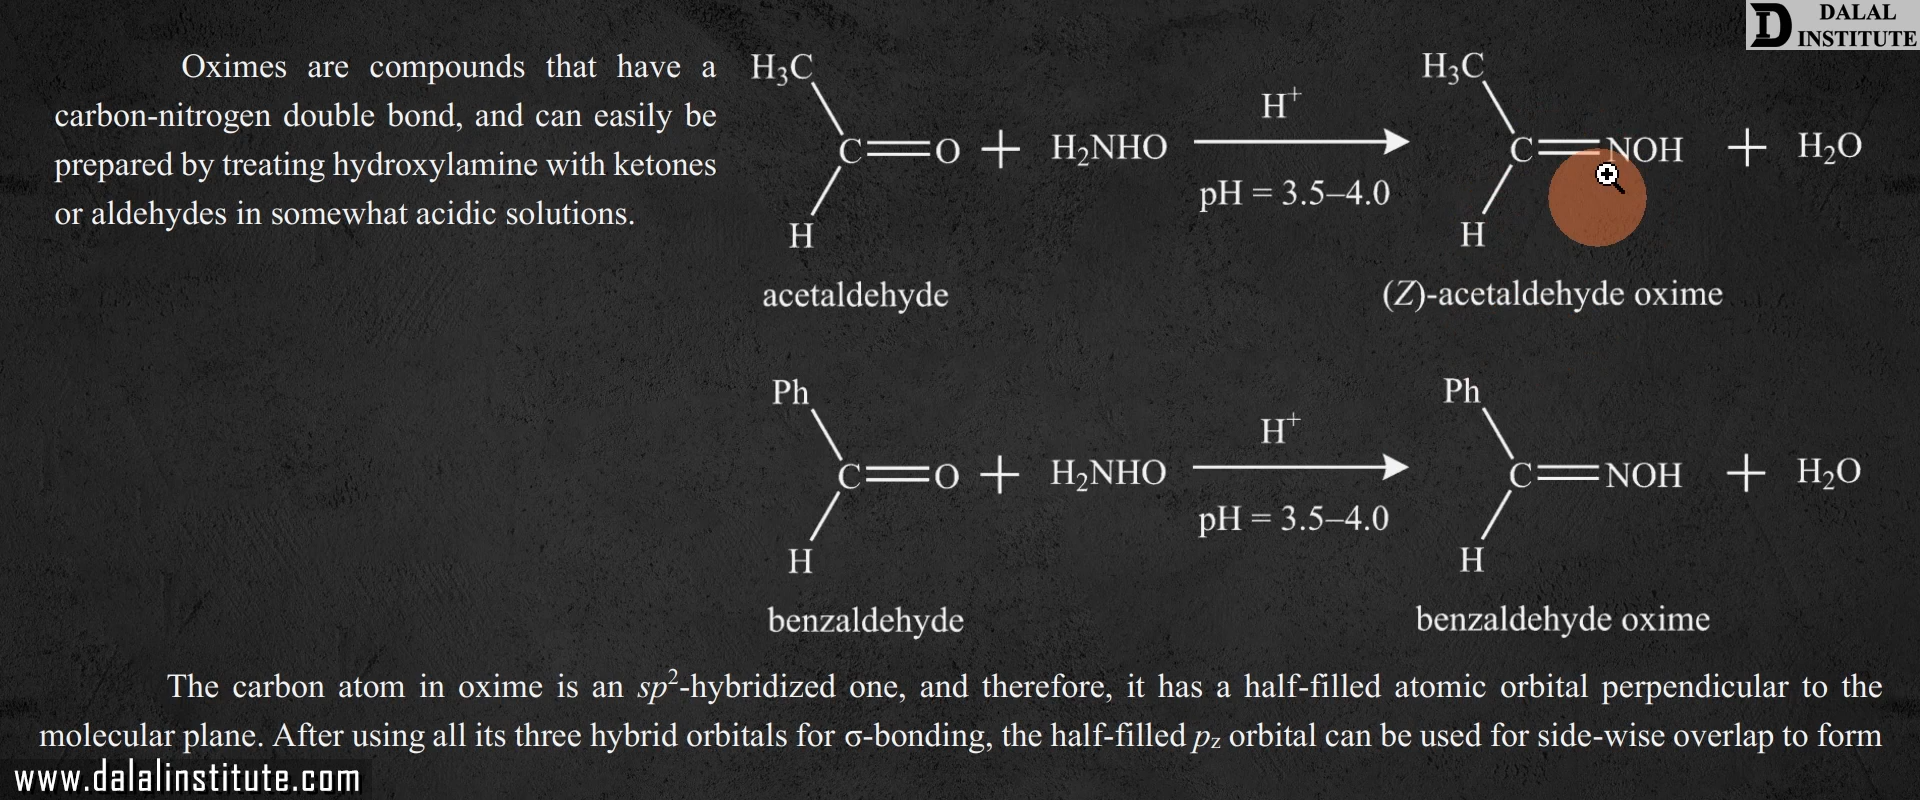 DALAL
INSTITUTE
Oximes are compounds that have a
carbon-nitrogen double bond, and can easily be
prepared by treating hydroxylamine with ketones
or aldehydes in somewhat acidic solutions.
H₃C
C=O + H₂NHO
H
H⁺
pH = 3.5–4.0
H₃C
C=NOH + H₂O
H
acetaldehyde
(Z)-acetaldehyde oxime
Ph
C=O + H₂NHO
H
H⁺
pH = 3.5–4.0
Ph
C=NOH + H₂O
H
benzaldehyde
benzaldehyde oxime
The carbon atom in oxime is an sp²-hybridized one, and therefore, it has a half-filled atomic orbital perpendicular to the
molecular plane. After using all its three hybrid orbitals for σ-bonding, the half-filled pz orbital can be used for side-wise overlap to form
www.dalalinstitute.com